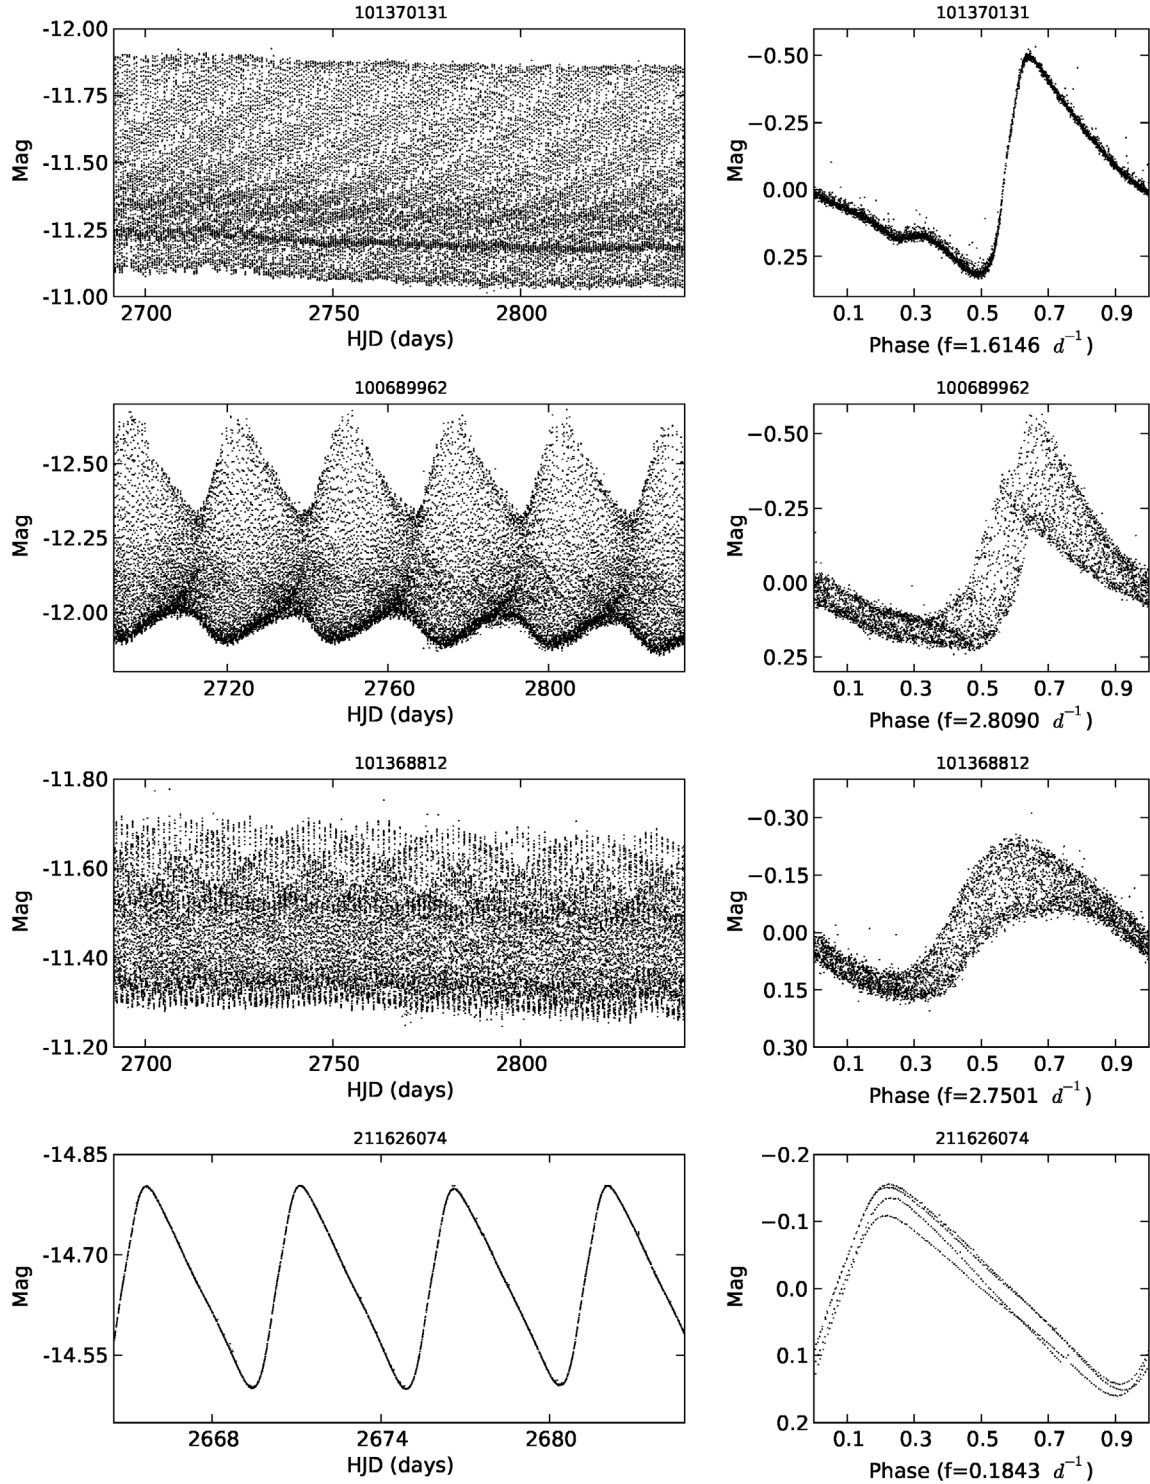 101370131
-12.00
-11.75
-11.50
-11.25
-11.00
Mag
2700 2750 2800
HJD (days)
101370131
−0.50
−0.25
0.00
0.25
Mag
0.1 0.3 0.5 0.7 0.9
Phase (f=1.6146 d⁻¹)
100689962
-12.50
-12.25
-12.00
Mag
2720 2760 2800
HJD (days)
100689962
−0.50
−0.25
0.00
0.25
Mag
0.1 0.3 0.5 0.7 0.9
Phase (f=2.8090 d⁻¹)
101368812
-11.80
-11.60
-11.40
-11.20
Mag
2700 2750 2800
HJD (days)
101368812
−0.30
−0.15
0.00
0.15
0.30
Mag
0.1 0.3 0.5 0.7 0.9
Phase (f=2.7501 d⁻¹)
211626074
-14.85
-14.70
-14.55
Mag
2668 2674 2680
HJD (days)
211626074
−0.2
−0.1
0.0
0.1
0.2
Mag
0.1 0.3 0.5 0.7 0.9
Phase (f=0.1843 d⁻¹)